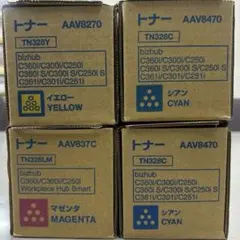 トナー AAV8270
TN328Y
bizhub
C360i/C300i/C250i
C360i S/C300i S/C250i S
C361i/C301i/C251i
イエロー
YELLOW
トナー AAV8470
TN328C
bizhub
C360i/C300i/C250i
C360i S/C300i S/C250i S
C361i/C301i/C251i
シアン
CYAN
トナー AAV837C
TN328LM
bizhub
C360i/C300i/C250i
Workplace Hub Smart
マゼンタ
MAGENTA
トナー AAV8470
TN328C
bizhub
C360i/C300i/C250i
C360i S/C300i S/C250i S
C361i/C301i/C251i
シアン
CYAN